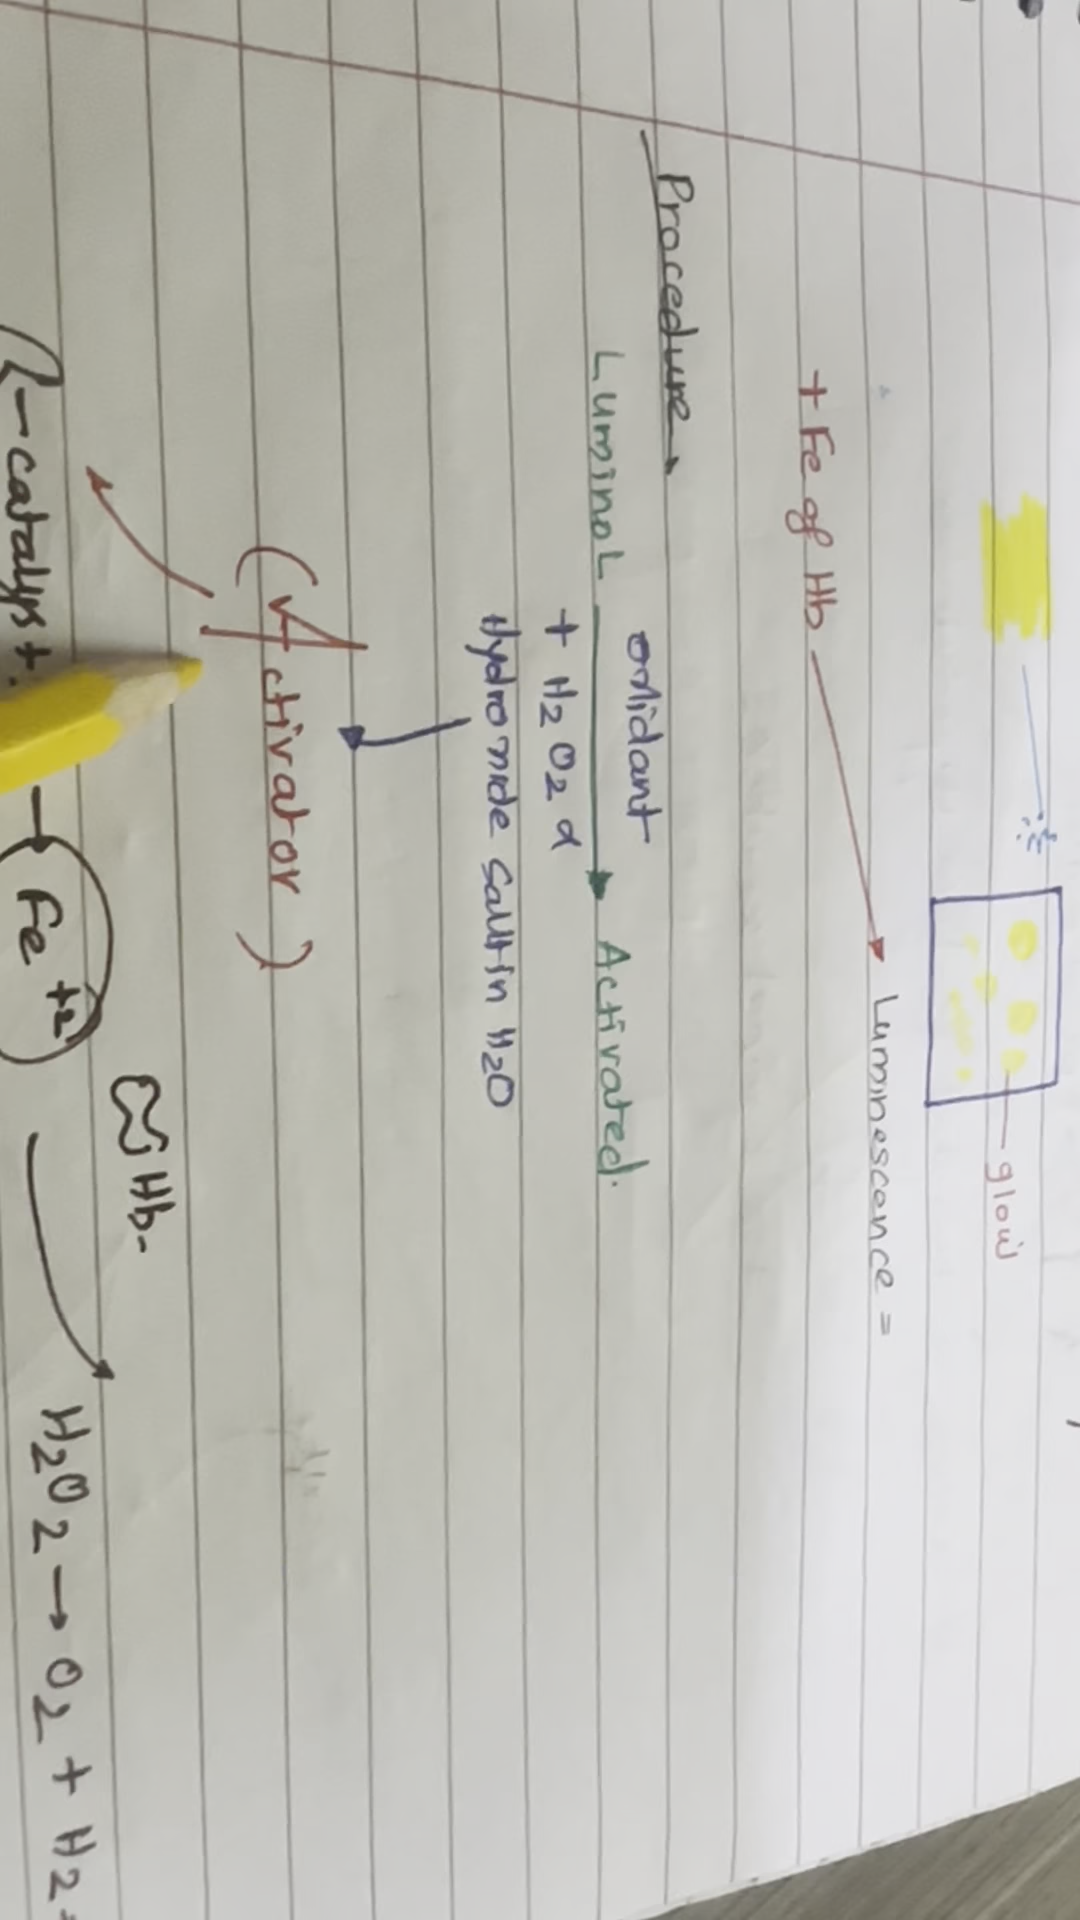 glow
+ Fe of Hb → Luminescence =
Procedure
oxidant
Luminol → Activated.
+ H2O2 &
Hydroxide salt in H2O
(Activator)
Hb-
-catalyst → Fe+2 → H2O2 → O2 + H2